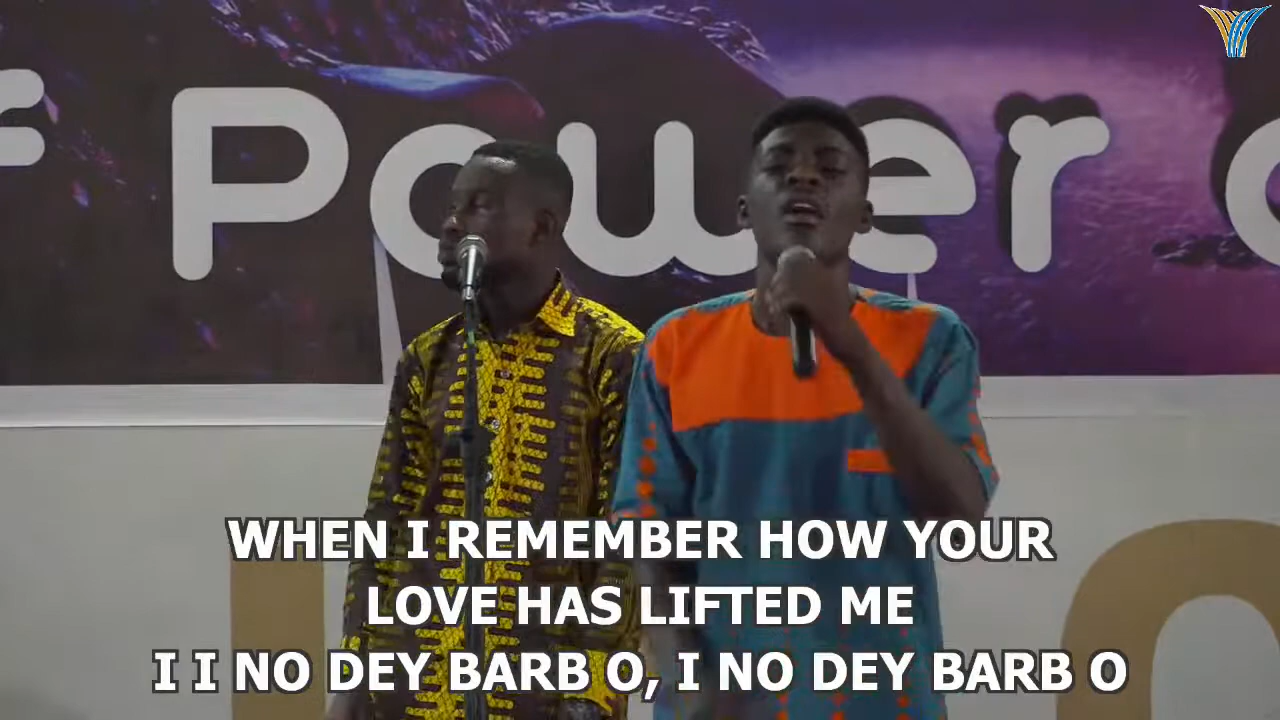 f Power o
WHEN I REMEMBER HOW YOUR
LOVE HAS LIFTED ME
I I NO DEY BARB O, I NO DEY BARB O